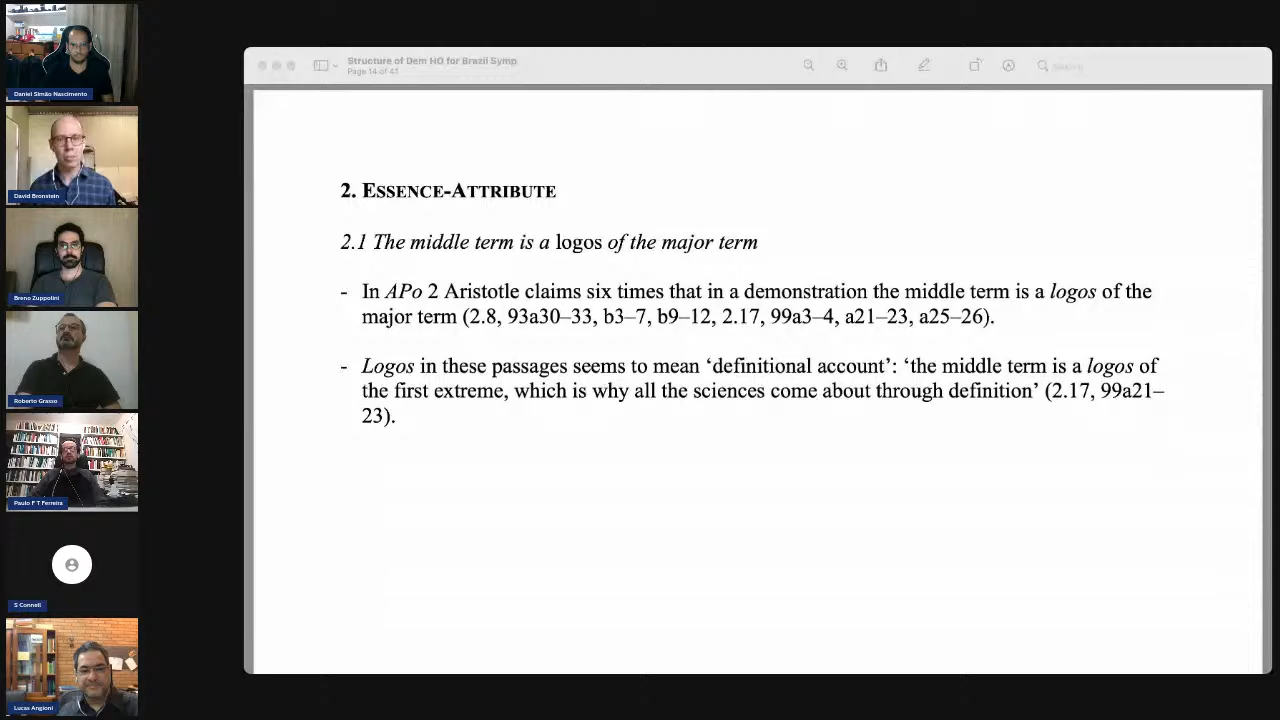 Daniel Simão Nascimento
David Bronstein
Breno Zuppolini
Roberto Grasso
Paulo F T Ferreira
S Connell
Lucas Angioni
Structure of Dem HO for Brazil Symp
Page 14 of 41
Search
2. ESSENCE-ATTRIBUTE
2.1 The middle term is a logos of the major term
- In APo 2 Aristotle claims six times that in a demonstration the middle term is a logos of the
major term (2.8, 93a30–33, b3–7, b9–12, 2.17, 99a3–4, a21–23, a25–26).
- Logos in these passages seems to mean ‘definitional account’: ‘the middle term is a logos of
the first extreme, which is why all the sciences come about through definition’ (2.17, 99a21–
23).